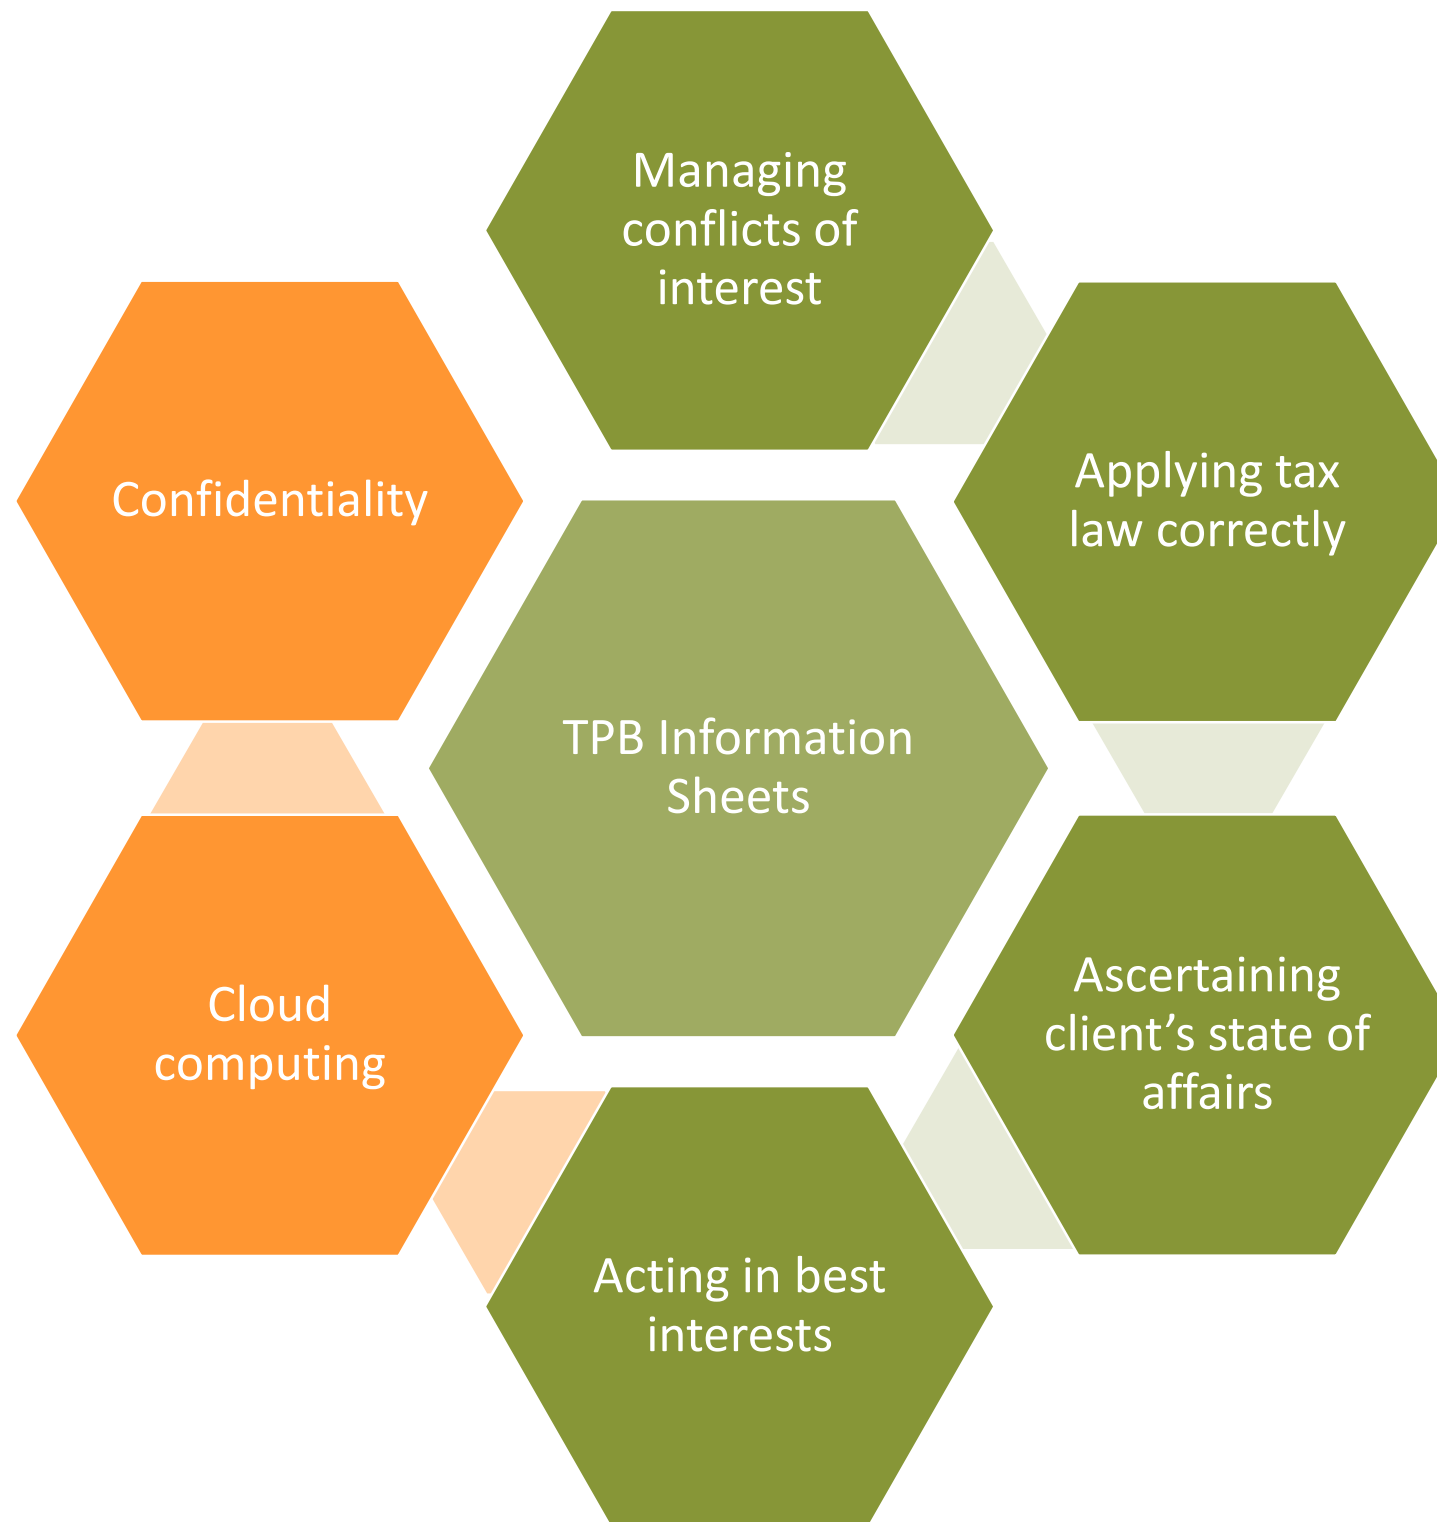 Managing
conflicts of
interest
Applying tax
law correctly
Confidentiality
TPB Information
Sheets
Ascertaining
client’s state of
affairs
Cloud
computing
Acting in best
interests